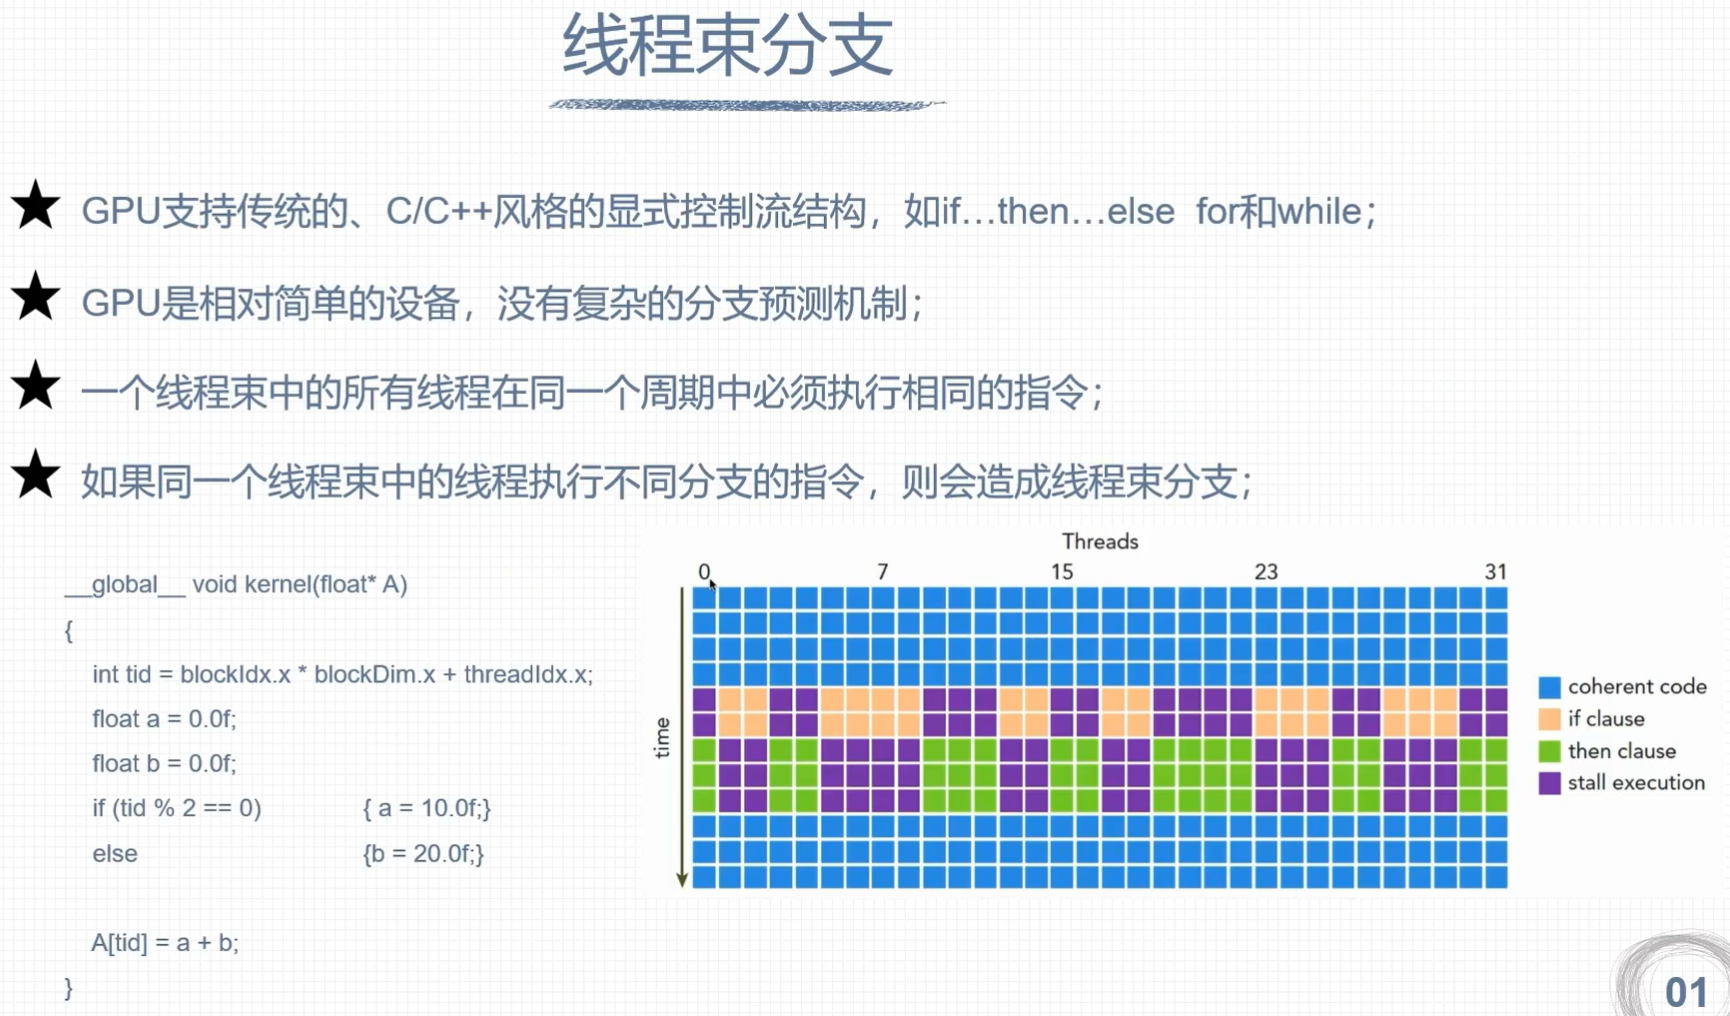 线程束分支
GPU支持传统的、C/C++风格的显式控制流结构，如if…then…else for和while；
GPU是相对简单的设备，没有复杂的分支预测机制；
一个线程束中的所有线程在同一个周期中必须执行相同的指令；
如果同一个线程束中的线程执行不同分支的指令，则会造成线程束分支；
__global__ void kernel(float* A)
{
int tid = blockIdx.x * blockDim.x + threadIdx.x;
float a = 0.0f;
float b = 0.0f;
if (tid % 2 == 0) { a = 10.0f;}
else {b = 20.0f;}
A[tid] = a + b;
}
Threads
0 7 15 23 31
time
coherent code
if clause
then clause
stall execution
01